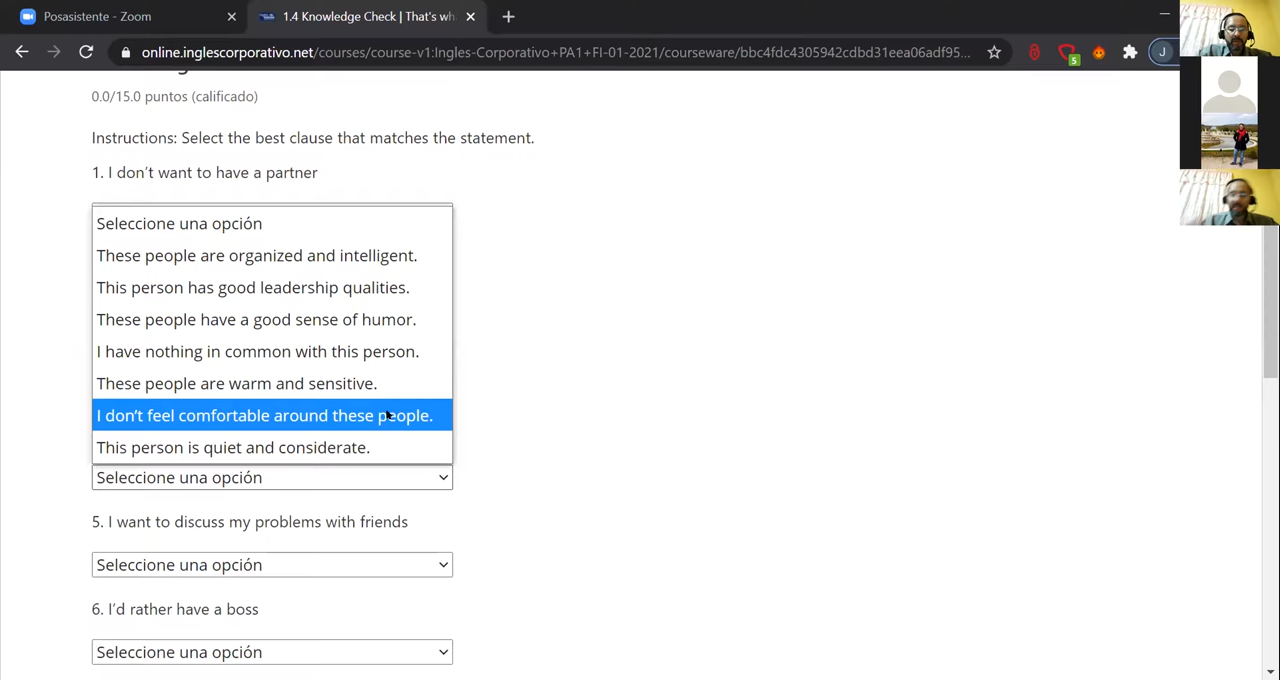 Posasistente - Zoom
1.4 Knowledge Check | That's wh
online.inglescorporativo.net/courses/course-v1:Ingles-Corporativo+PA1+FI-01-2021/courseware/bbc4fdc4305942cdbd31eea06adf95...
5
J
0.0/15.0 puntos (calificado)
Instructions: Select the best clause that matches the statement.
1. I don't want to have a partner
Seleccione una opción
These people are organized and intelligent.
This person has good leadership qualities.
These people have a good sense of humor.
I have nothing in common with this person.
These people are warm and sensitive.
I don't feel comfortable around these people.
This person is quiet and considerate.
Seleccione una opción
5. I want to discuss my problems with friends
Seleccione una opción
6. I'd rather have a boss
Seleccione una opción